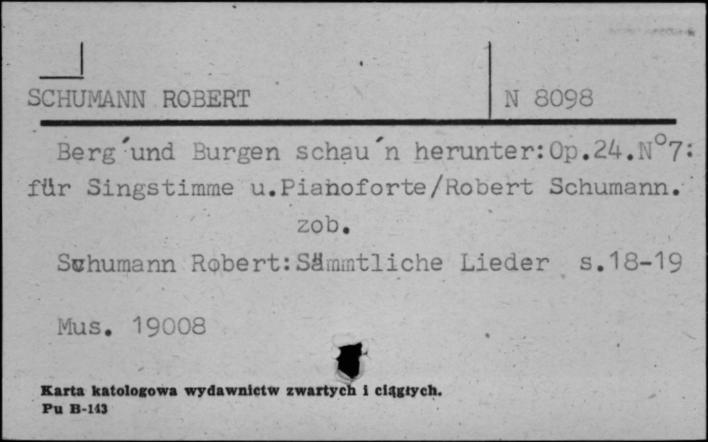 SCHUMANN ROBERT N 8098
Berg´und Burgen schau´n herunter:Op.24.N°7:
für Singstimme u.Pianoforte/Robert Schumann.
zob.
Schumann Robert:Sämmtliche Lieder s.18-19
Mus. 19008
Karta katologowa wydawnictw zwartych i ciągłych.
Pu B-143